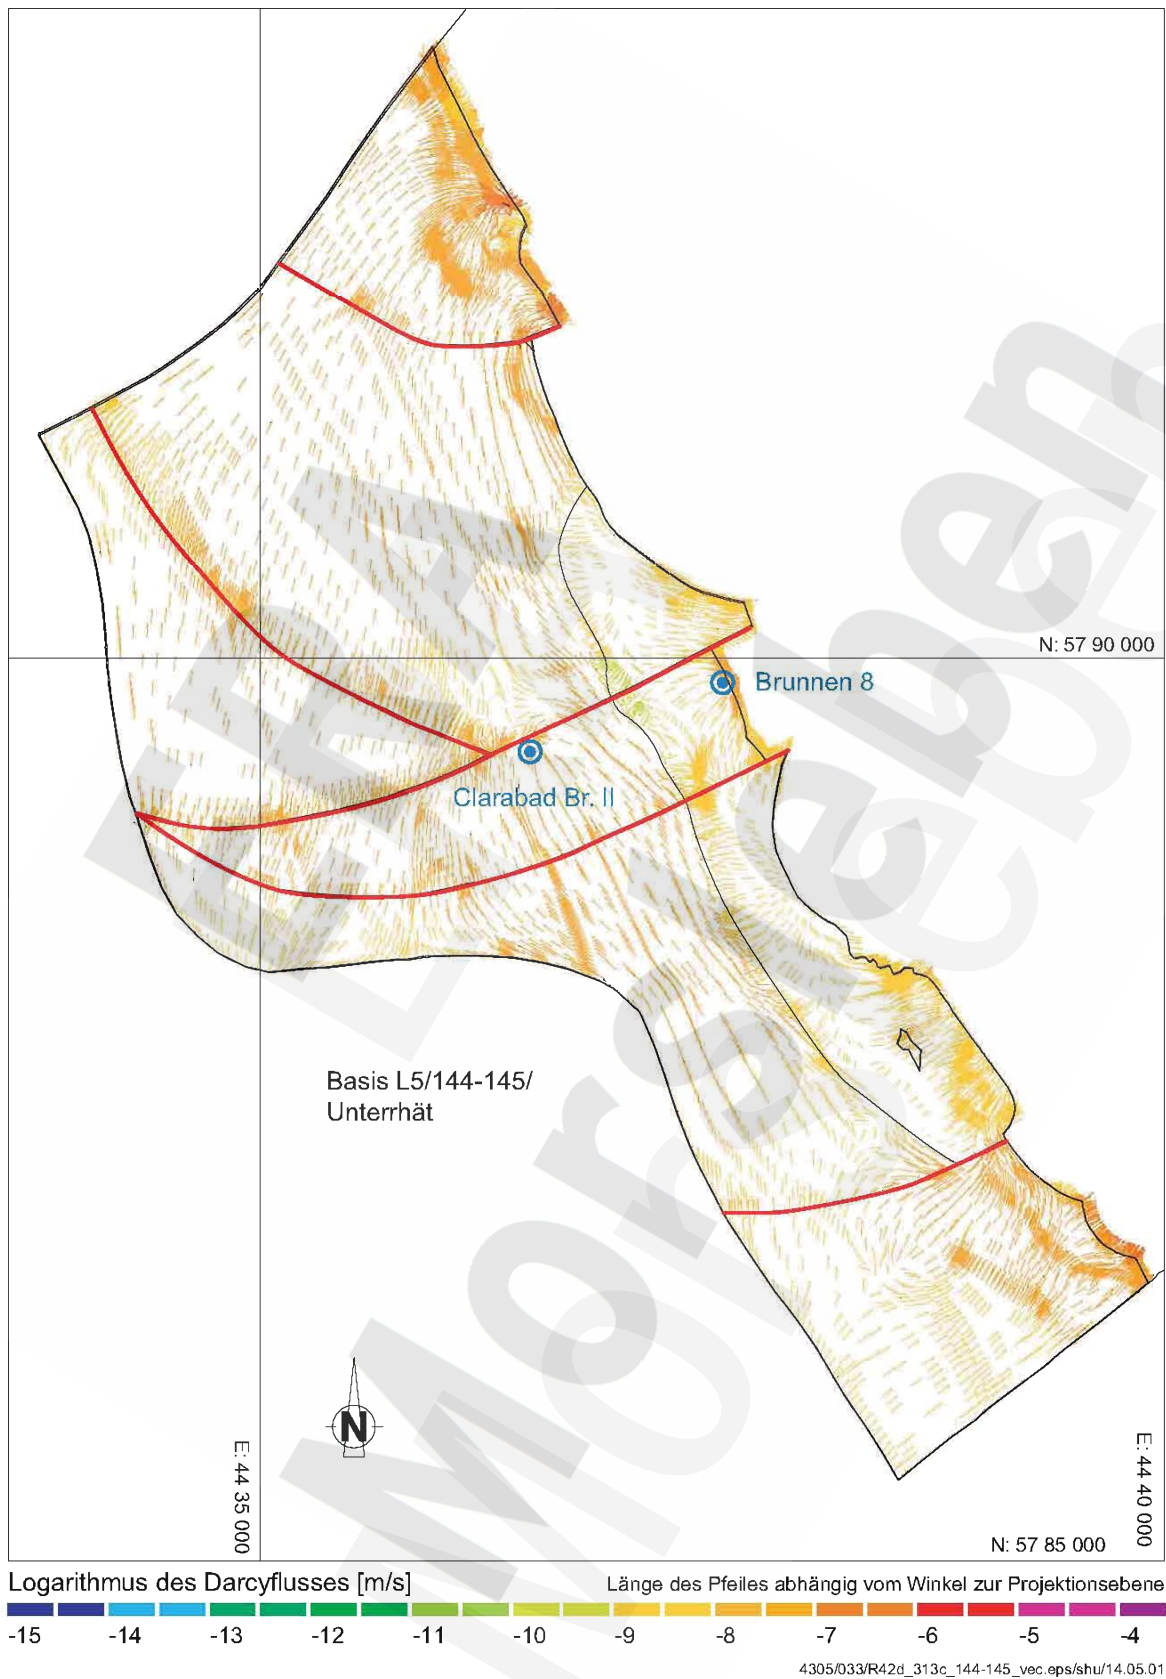 N: 57 90 000
Brunnen 8
Clarabad Br. II
Basis L5/144-145/
Unterrhät
N
E: 44 35 000
E: 44 40 000
N: 57 85 000
ERA Morsleben
Logarithmus des Darcyflusses [m/s]
Länge des Pfeiles abhängig vom Winkel zur Projektionsebene
-15 -14 -13 -12 -11 -10 -9 -8 -7 -6 -5 -4
4305/033/R42d_313c_144-145_vec.eps/shu/14.05.01